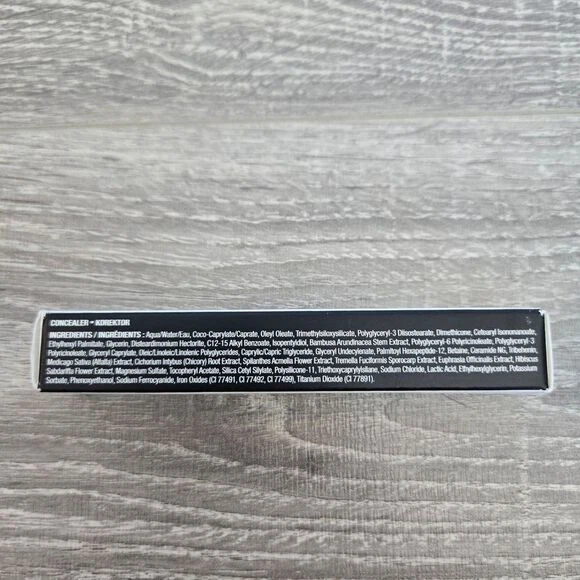 CONCEALER - KOREKTOR
INGREDIENTS / INGRÉDIENTS : Aqua/Water/Eau, Coco-Caprylate/Caprate, Oleyl Oleate, Trimethylsiloxysilicate, Polyglyceryl-3 Diisostearate, Dimethicone, Cetearyl Isononanoate,
Ethylhexyl Palmitate, Glycerin, Disteardimonium Hectorite, C12-15 Alkyl Benzoate, Isopentyldiol, Bambusa Arundinacea Stem Extract, Polyglyceryl-6 Polyricinoleate, Polyglyceryl-3
Polyricinoleate, Glyceryl Caprylate, Oleic/Linoleic/Linolenic Polyglycerides, Caprylic/Capric Triglyceride, Glyceryl Undecylenate, Palmitoyl Hexapeptide-12, Betaine, Ceramide NG, Tribehenin,
Medicago Sativa (Alfalfa) Extract, Cichorium Intybus (Chicory) Root Extract, Spilanthes Acmella Flower Extract, Tremella Fuciformis Sporocarp Extract, Euphrasia Officinalis Extract, Hibiscus
Sabdariffa Flower Extract, Magnesium Sulfate, Tocopheryl Acetate, Silica Cetyl Silylate, Polysilicone-11, Triethoxycaprylylsilane, Sodium Chloride, Lactic Acid, Ethylhexylglycerin, Potassium
Sorbate, Phenoxyethanol, Sodium Ferrocyanide, Iron Oxides (CI 77491, CI 77492, CI 77499), Titanium Dioxide (CI 77891).